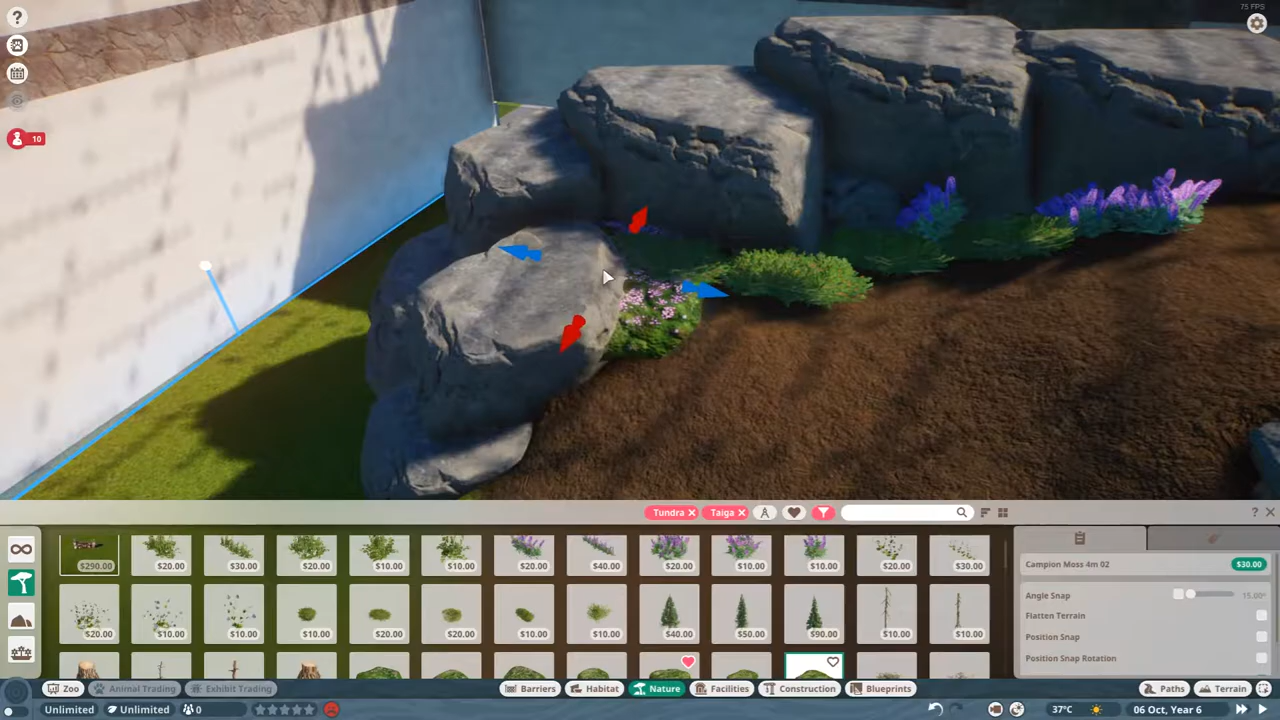 75 FPS
10
Tundra ×
Taiga ×
?
$290.00
$20.00
$30.00
$20.00
$10.00
$10.00
$20.00
$40.00
$20.00
$10.00
$10.00
$20.00
$30.00
$20.00
$10.00
$10.00
$10.00
$20.00
$20.00
$10.00
$10.00
$40.00
$50.00
$90.00
$10.00
$10.00
Campion Moss 4m 02
$30.00
Angle Snap
15.00°
Flatten Terrain
Position Snap
Position Snap Rotation
Zoo
Animal Trading
Exhibit Trading
Barriers
Habitat
Nature
Facilities
Construction
Blueprints
Paths
Terrain
Unlimited
Unlimited
0
37°C
06 Oct, Year 6